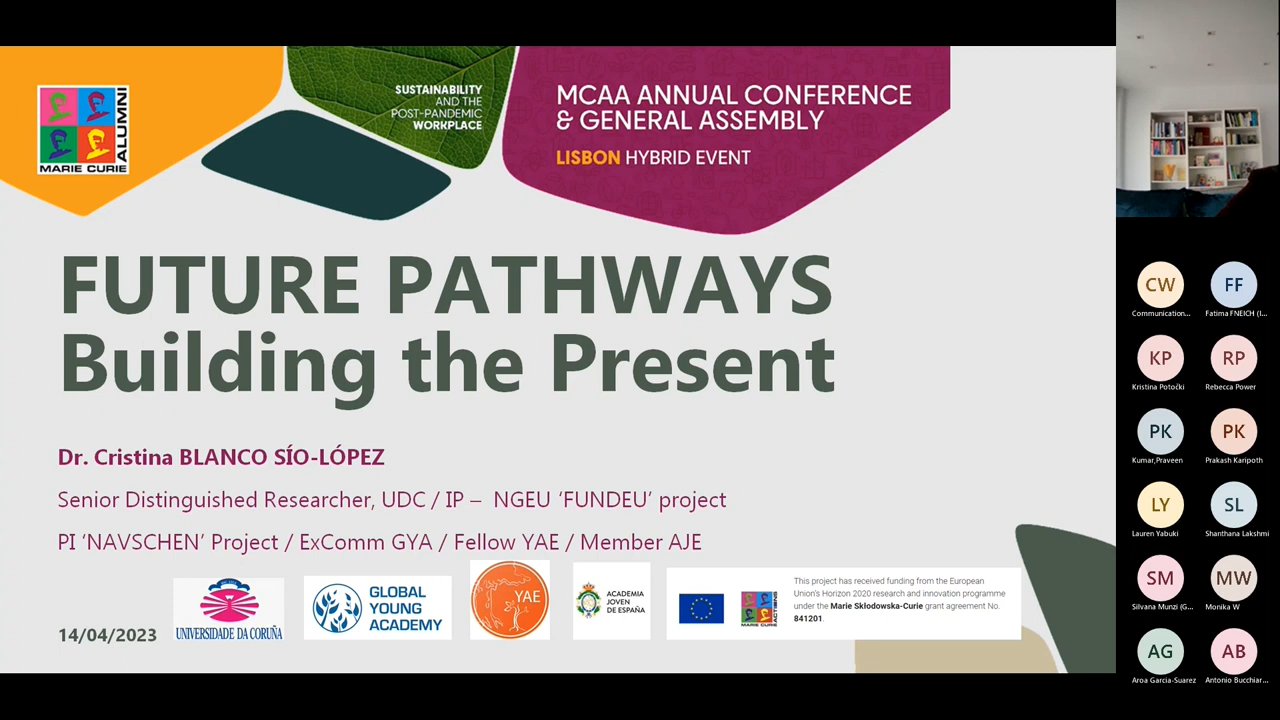 MARIE CURIE
ALUMNI
SUSTAINABILITY
AND THE
POST-PANDEMIC
WORKPLACE
MCAA ANNUAL CONFERENCE
& GENERAL ASSEMBLY
LISBON HYBRID EVENT
FUTURE PATHWAYS
Building the Present
Dr. Cristina BLANCO SÍO-LÓPEZ
Senior Distinguished Researcher, UDC / IP – NGEU ‘FUNDEU’ project
PI ‘NAVSCHEN’ Project / ExComm GYA / Fellow YAE / Member AJE
14/04/2023
UNIVERSIDADE DA CORUÑA
GLOBAL
YOUNG
ACADEMY
YAE
ACADEMIA
JOVEN
DE ESPAÑA
This project has received funding from the European
Union's Horizon 2020 research and innovation programme
under the Marie Skłodowska-Curie grant agreement No.
841201.
CW
Communication...
FF
Fatima FNEICH (I...
KP
Kristina Potočki
RP
Rebecca Power
PK
Kumar,Praveen
PK
Prakash Karipoth
LY
Lauren Yabuki
SL
Shanthana Lakshmi
SM
Silvana Munzi (G...
MW
Monika W
AG
Aroa Garcia-Suarez
AB
Antonio Bucchiar...